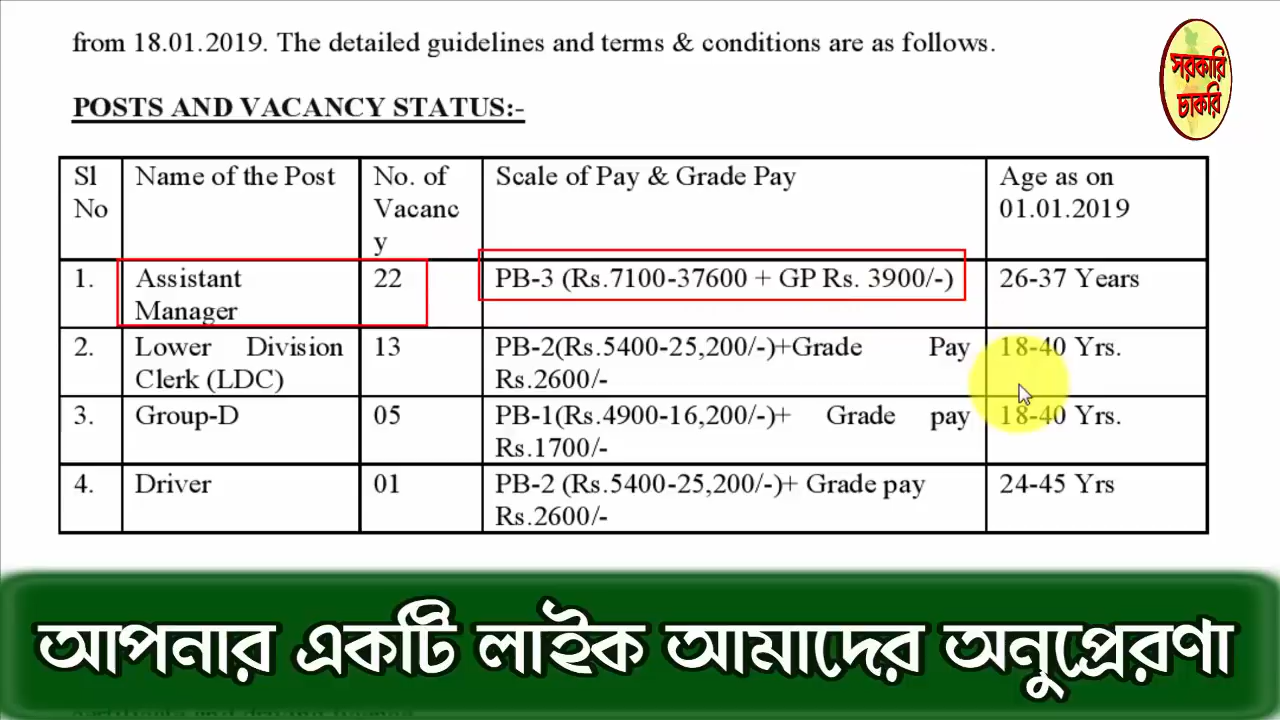 from 18.01.2019. The detailed guidelines and terms & conditions are as follows.
সরকারি
চাকরি
POSTS AND VACANCY STATUS:-
Sl No | Name of the Post | No. of Vacancy | Scale of Pay & Grade Pay | Age as on 01.01.2019
1. | Assistant Manager | 22 | PB-3 (Rs.7100-37600 + GP Rs. 3900/-) | 26-37 Years
2. | Lower Division Clerk (LDC) | 13 | PB-2(Rs.5400-25,200/-)+Grade Pay Rs.2600/- | 18-40 Yrs.
3. | Group-D | 05 | PB-1(Rs.4900-16,200/-)+ Grade pay Rs.1700/- | 18-40 Yrs.
4. | Driver | 01 | PB-2 (Rs.5400-25,200/-)+ Grade pay Rs.2600/- | 24-45 Yrs
আপনার একটি লাইক আমাদের অনুপ্রেরণা